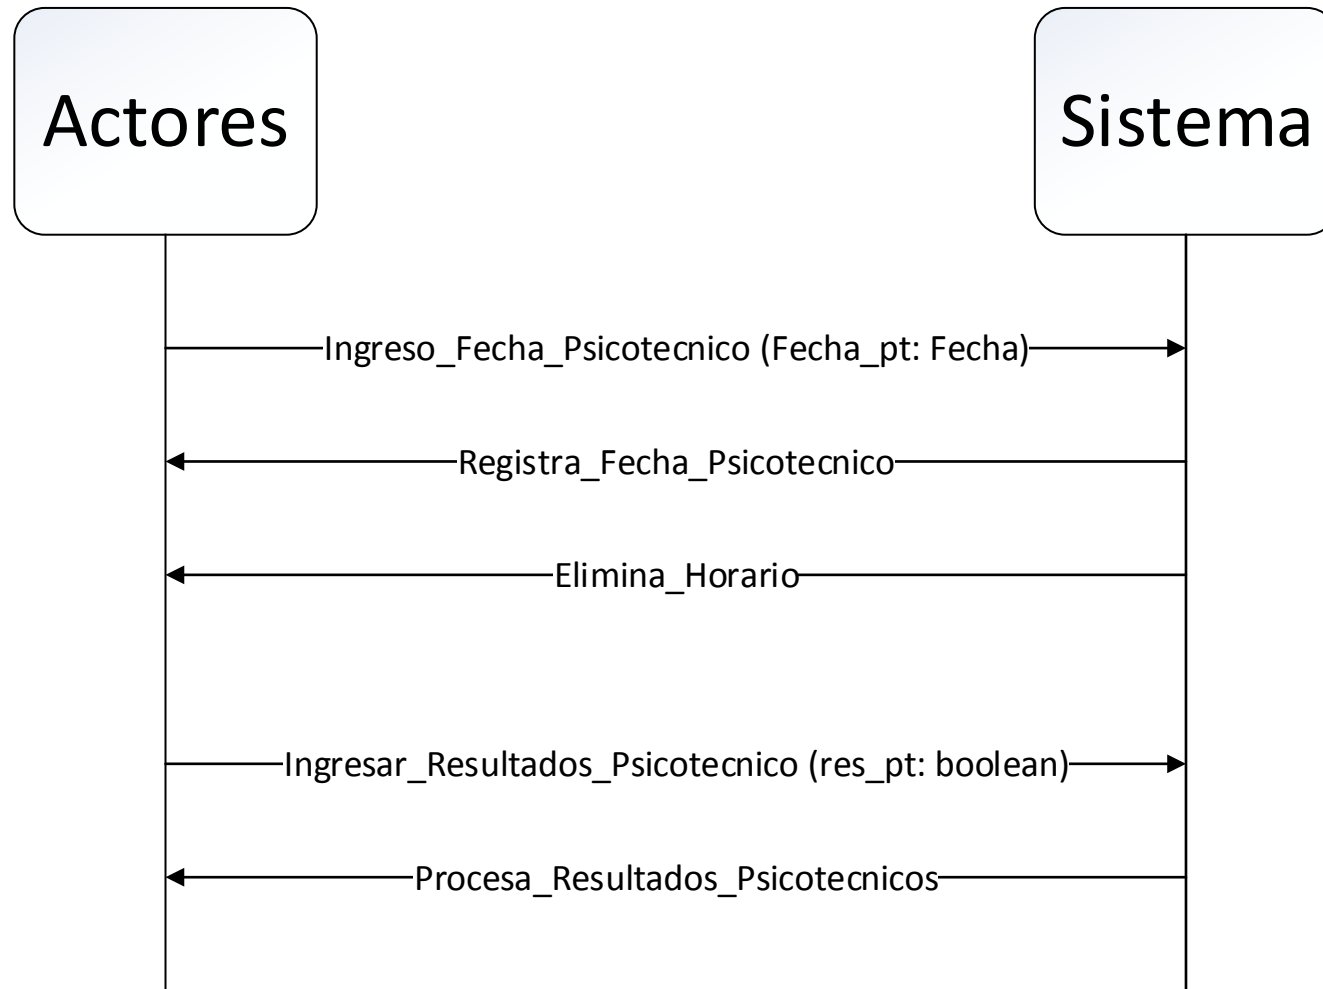 Actores
Sistema
Ingreso_Fecha_Psicotecnico (Fecha_pt: Fecha)
Registra_Fecha_Psicotecnico
Elimina_Horario
Ingresar_Resultados_Psicotecnico (res_pt: boolean)
Procesa_Resultados_Psicotecnicos